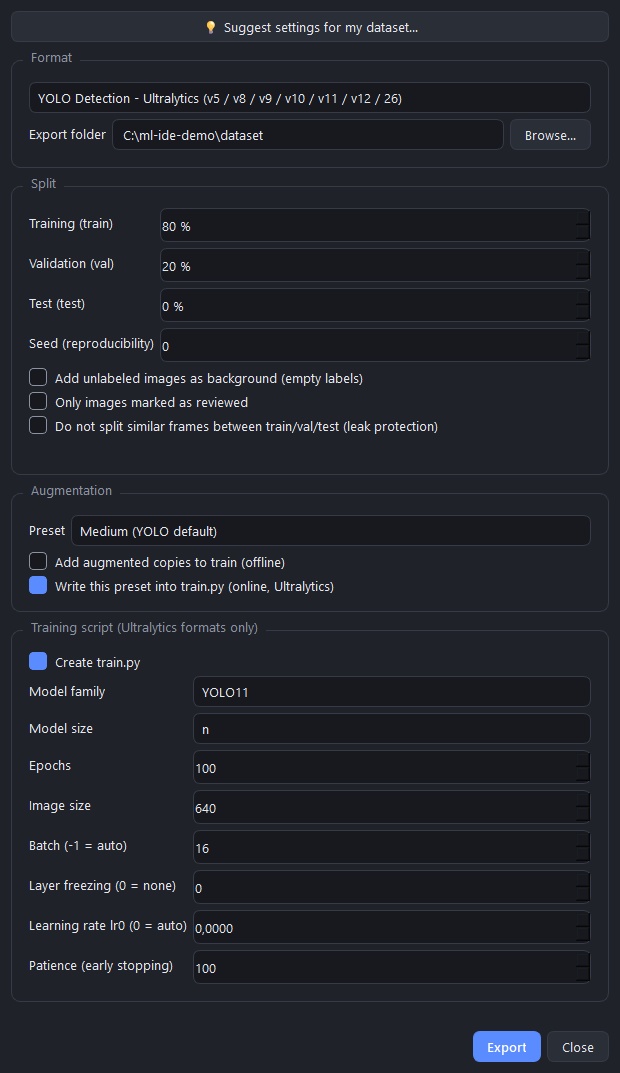 💡 Suggest settings for my dataset...
Format
YOLO Detection - Ultralytics (v5 / v8 / v9 / v10 / v11 / v12 / 26)
Export folder C:\ml-ide-demo\dataset Browse...
Split
Training (train) 80 %
Validation (val) 20 %
Test (test) 0 %
Seed (reproducibility) 0
Add unlabeled images as background (empty labels)
Only images marked as reviewed
Do not split similar frames between train/val/test (leak protection)
Augmentation
Preset Medium (YOLO default)
Add augmented copies to train (offline)
Write this preset into train.py (online, Ultralytics)
Training script (Ultralytics formats only)
Create train.py
Model family YOLO11
Model size n
Epochs 100
Image size 640
Batch (-1 = auto) 16
Layer freezing (0 = none) 0
Learning rate lr0 (0 = auto) 0,0000
Patience (early stopping) 100
Export Close